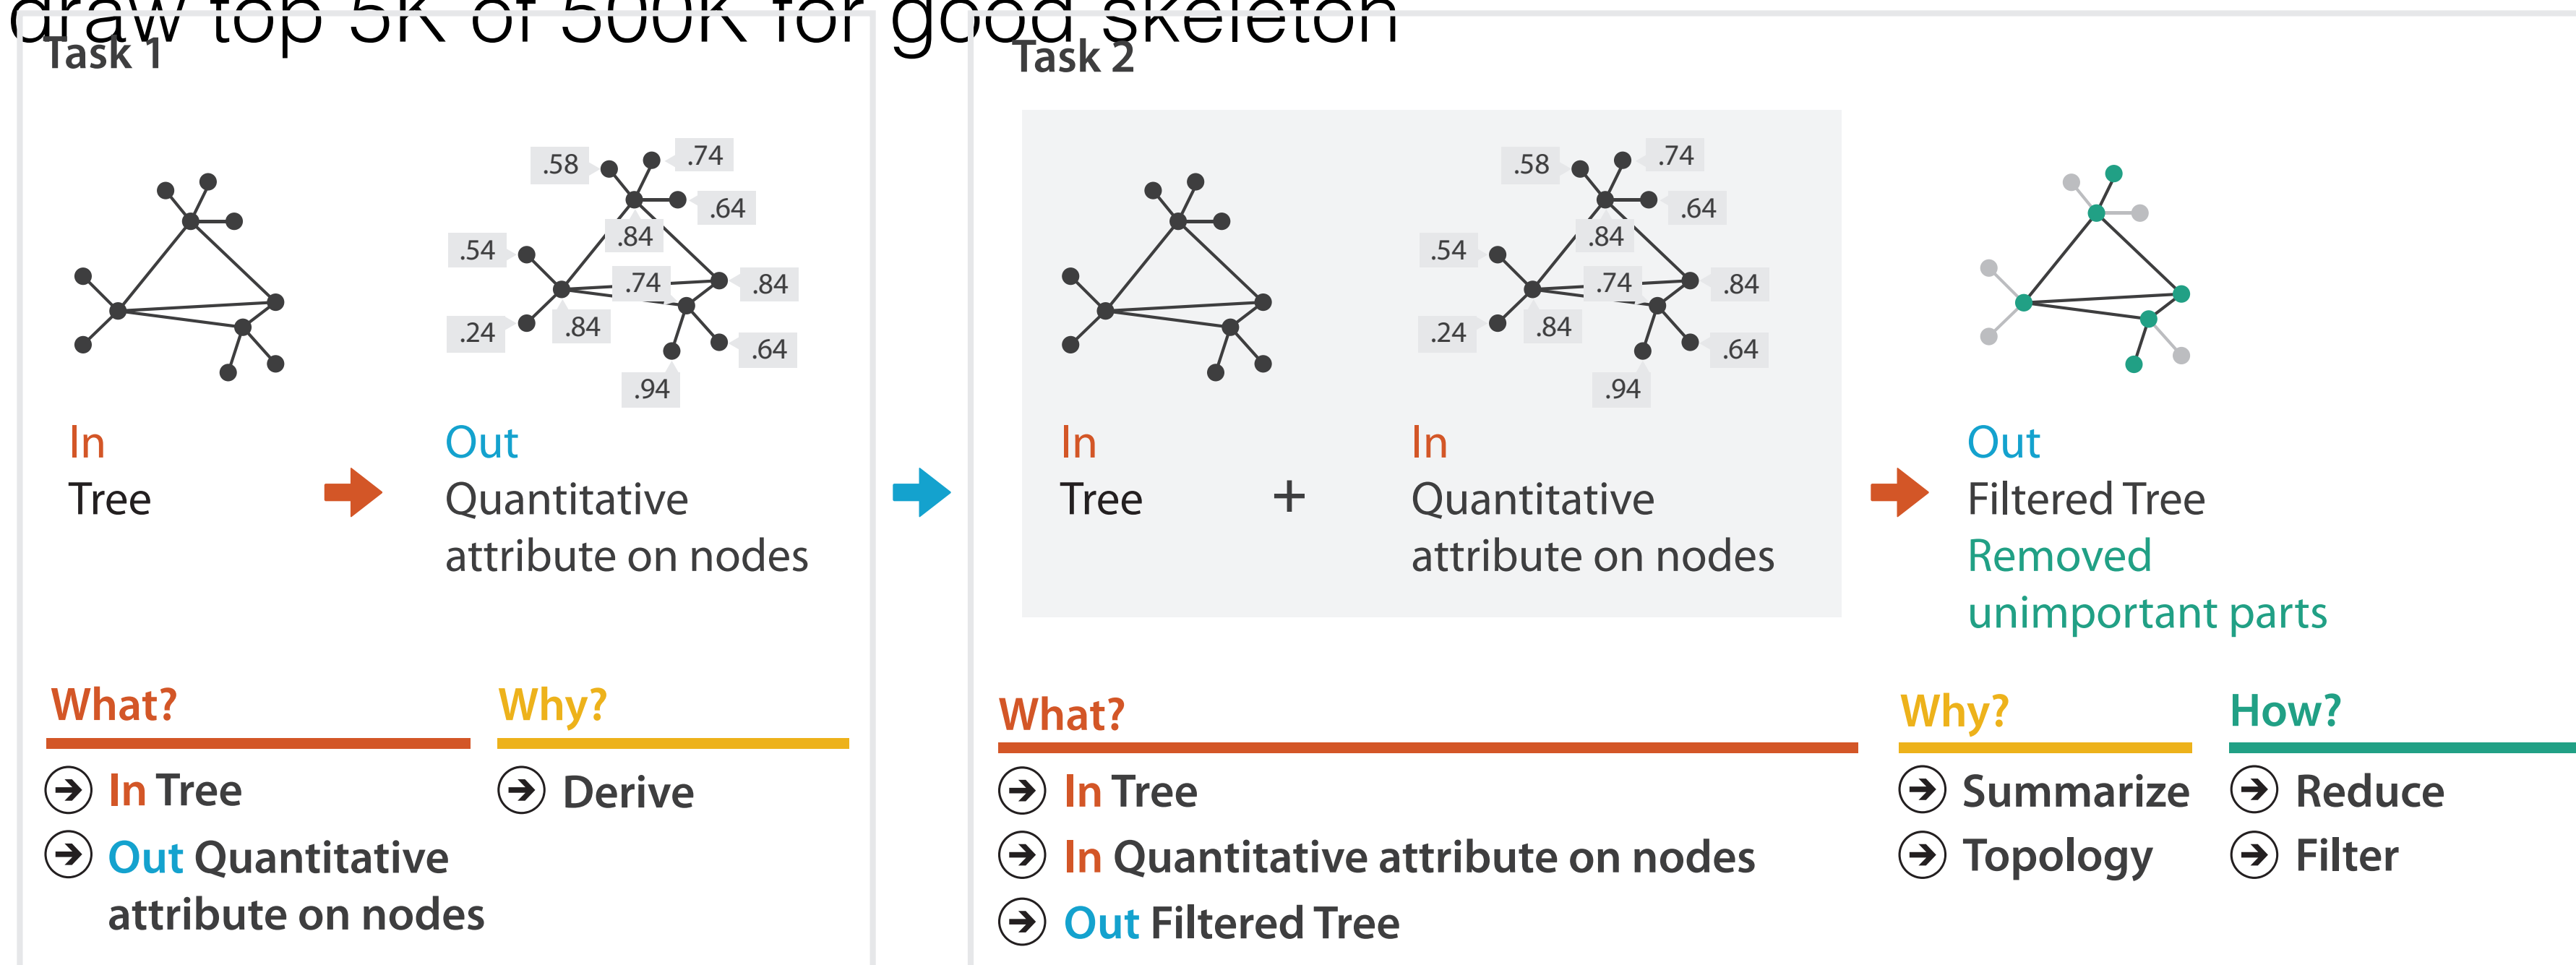 draw top 5K of 500K for good skeleton
Task 1
.58
.74
.64
.84
.54
.74
.84
.24
.84
.64
.94
In
Tree
Out
Quantitative
attribute on nodes
What?
In Tree
Out Quantitative
attribute on nodes
Why?
Derive
Task 2
.58
.74
.64
.84
.54
.74
.84
.24
.84
.64
.94
In
Tree
+
In
Quantitative
attribute on nodes
Out
Filtered Tree
Removed
unimportant parts
What?
In Tree
In Quantitative attribute on nodes
Out Filtered Tree
Why?
Summarize
Topology
How?
Reduce
Filter